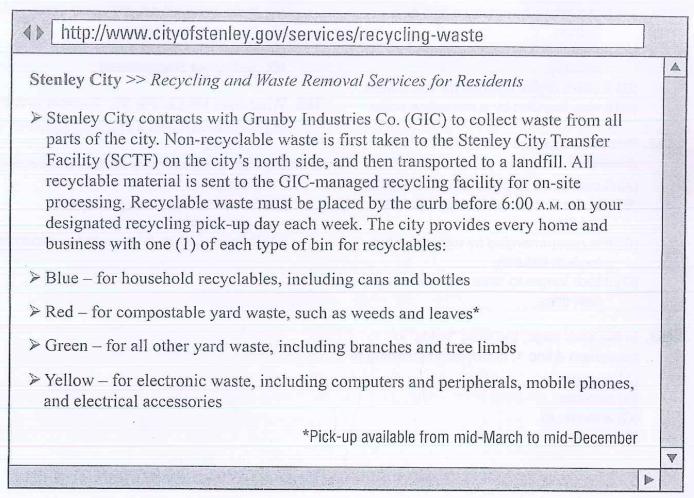 http://www.cityofstenley.gov/services/recycling-waste
Stenley City >> Recycling and Waste Removal Services for Residents
➢ Stenley City contracts with Grunby Industries Co. (GIC) to collect waste from all
parts of the city. Non-recyclable waste is first taken to the Stenley City Transfer
Facility (SCTF) on the city's north side, and then transported to a landfill. All
recyclable material is sent to the GIC-managed recycling facility for on-site
processing. Recyclable waste must be placed by the curb before 6:00 A.M. on your
designated recycling pick-up day each week. The city provides every home and
business with one (1) of each type of bin for recyclables:
➢ Blue – for household recyclables, including cans and bottles
➢ Red – for compostable yard waste, such as weeds and leaves*
➢ Green – for all other yard waste, including branches and tree limbs
➢ Yellow – for electronic waste, including computers and peripherals, mobile phones,
and electrical accessories
*Pick-up available from mid-March to mid-December